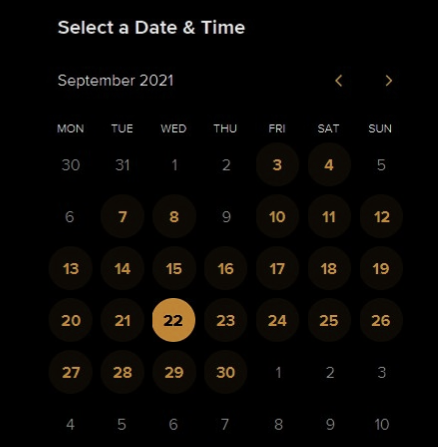 Select a Date & Time
September 2021
MON TUE WED THU FRI SAT SUN
30 31 1 2 3 4 5
6 7 8 9 10 11 12
13 14 15 16 17 18 19
20 21 22 23 24 25 26
27 28 29 30 1 2 3
4 5 6 7 8 9 10